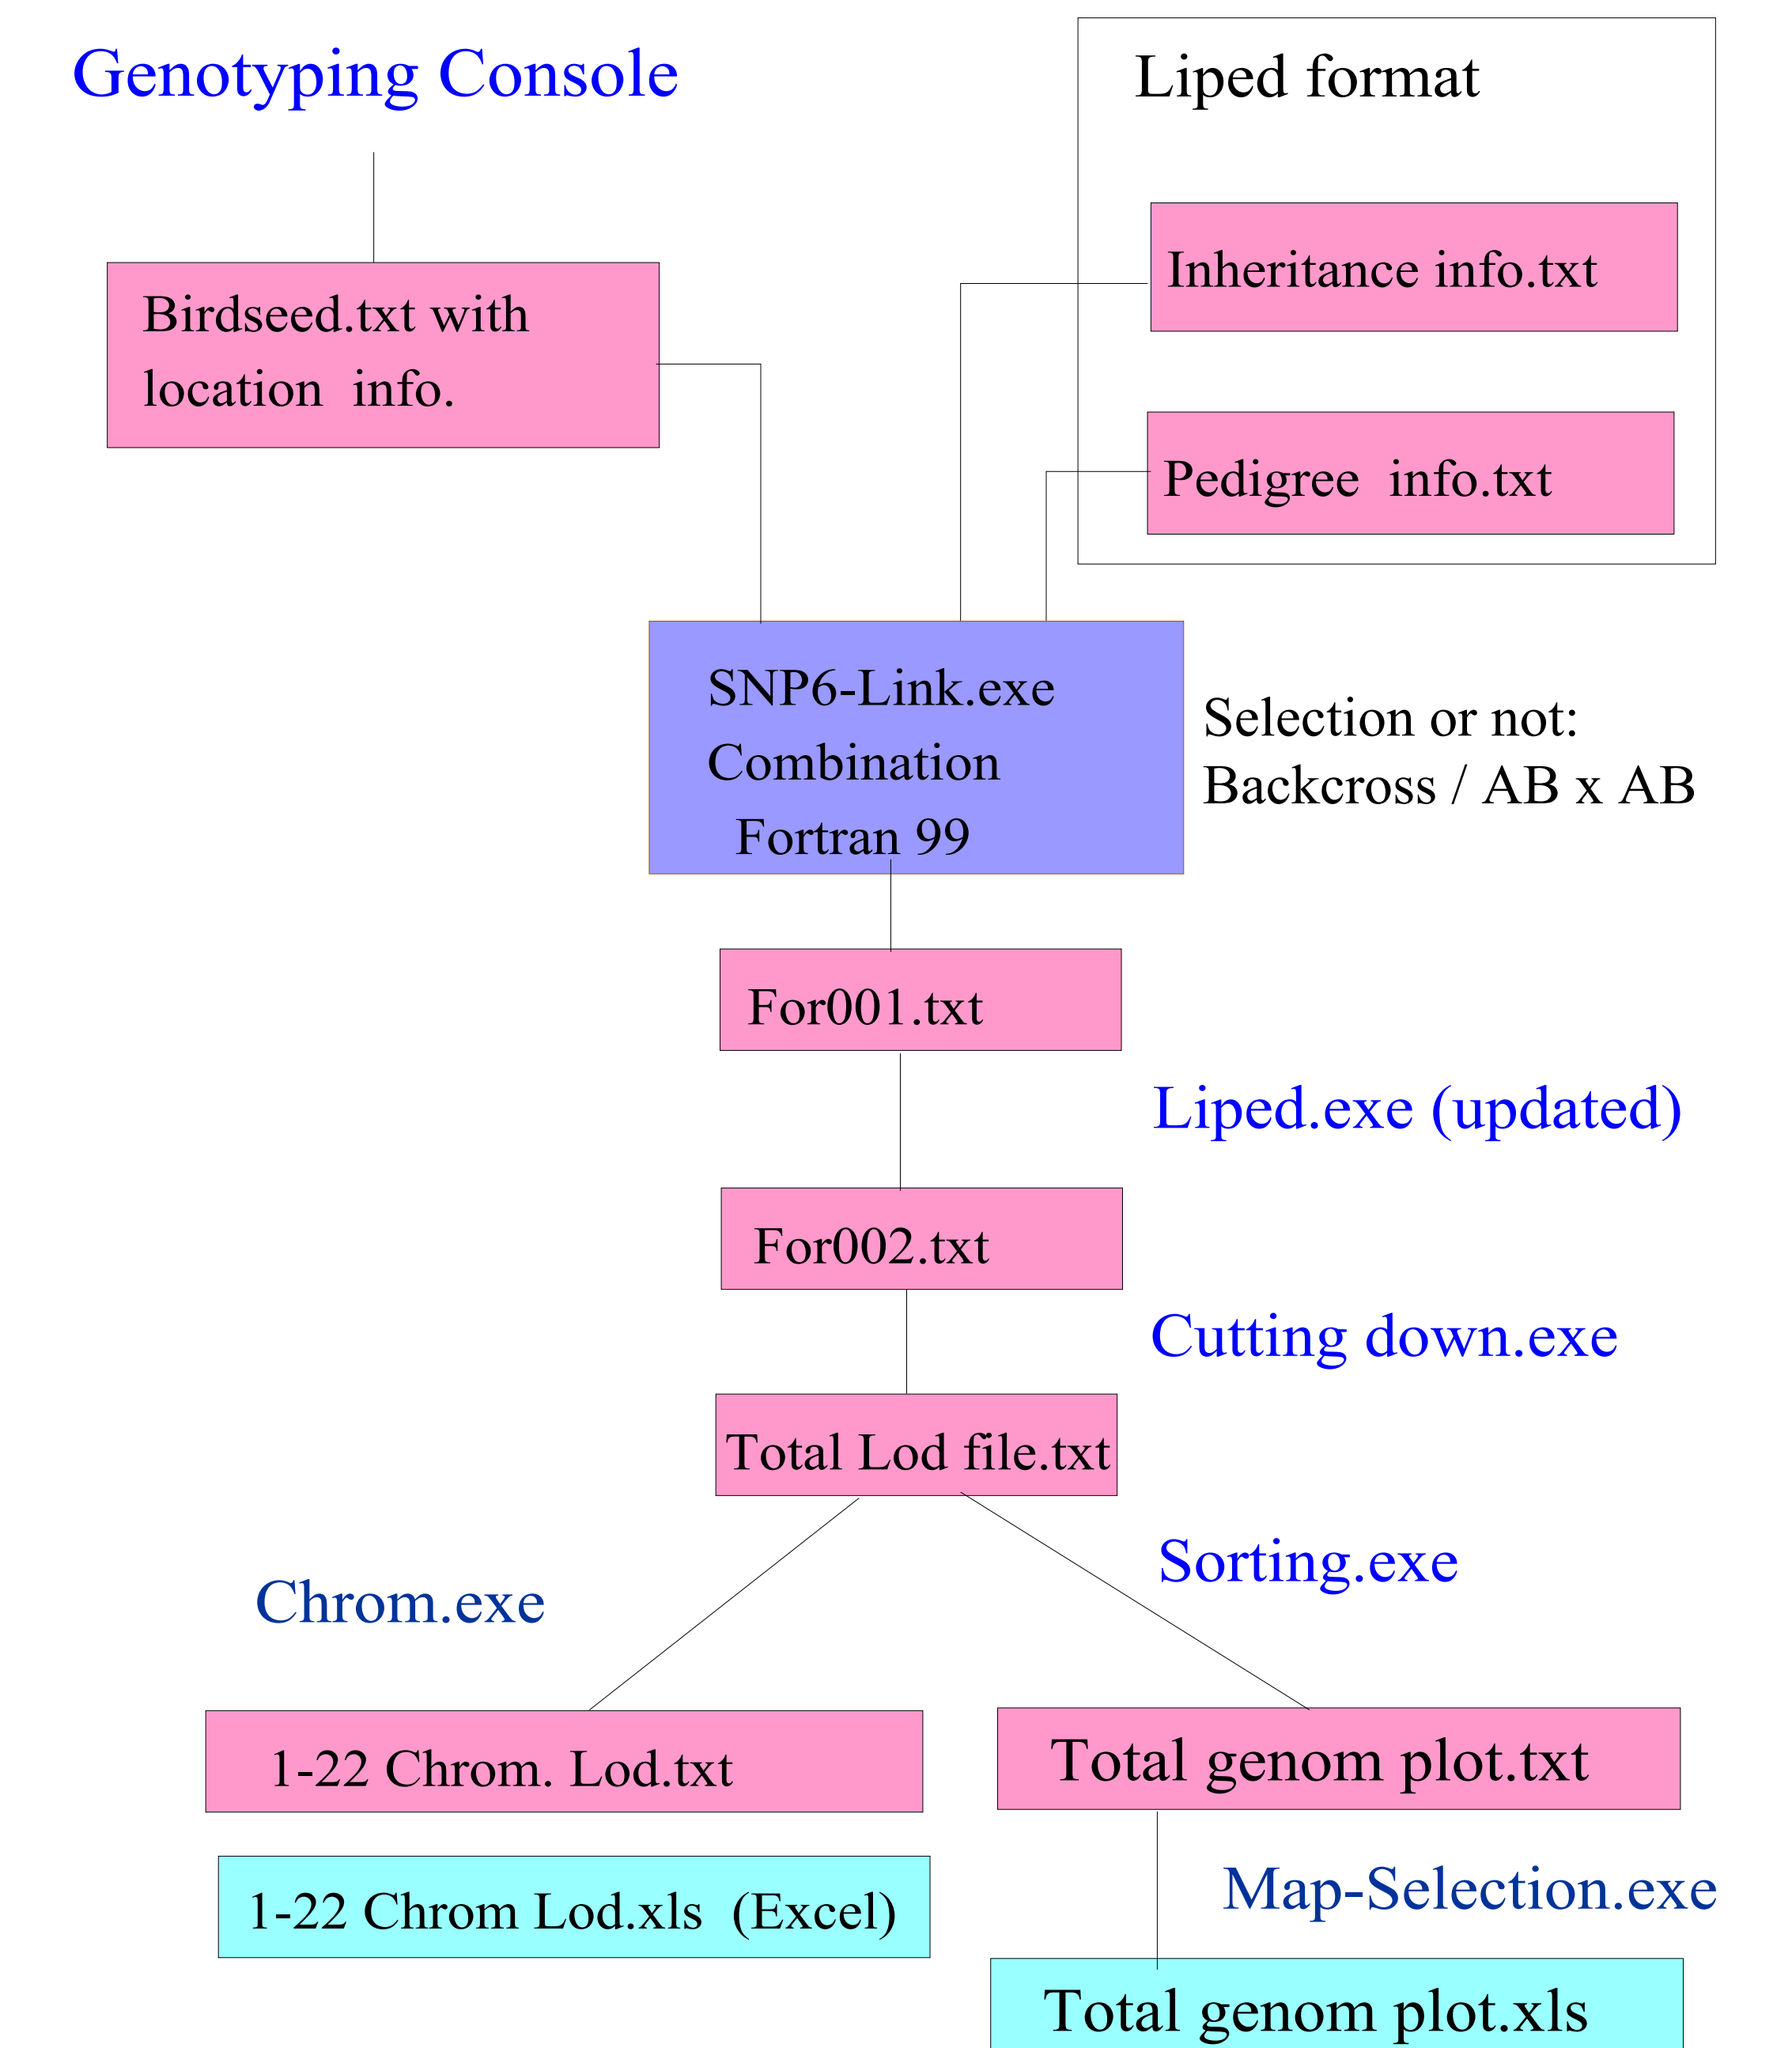 Genotyping Console
Liped format
Inheritance info.txt
Birdseed.txt with
location info.
Pedigree info.txt
SNP6-Link.exe
Combination
Fortran 99
Selection or not:
Backcross / AB x AB
For001.txt
Liped.exe (updated)
For002.txt
Cutting down.exe
Total Lod file.txt
Sorting.exe
Chrom.exe
1-22 Chrom. Lod.txt
Total genom plot.txt
Map-Selection.exe
1-22 Chrom Lod.xls (Excel)
Total genom plot.xls